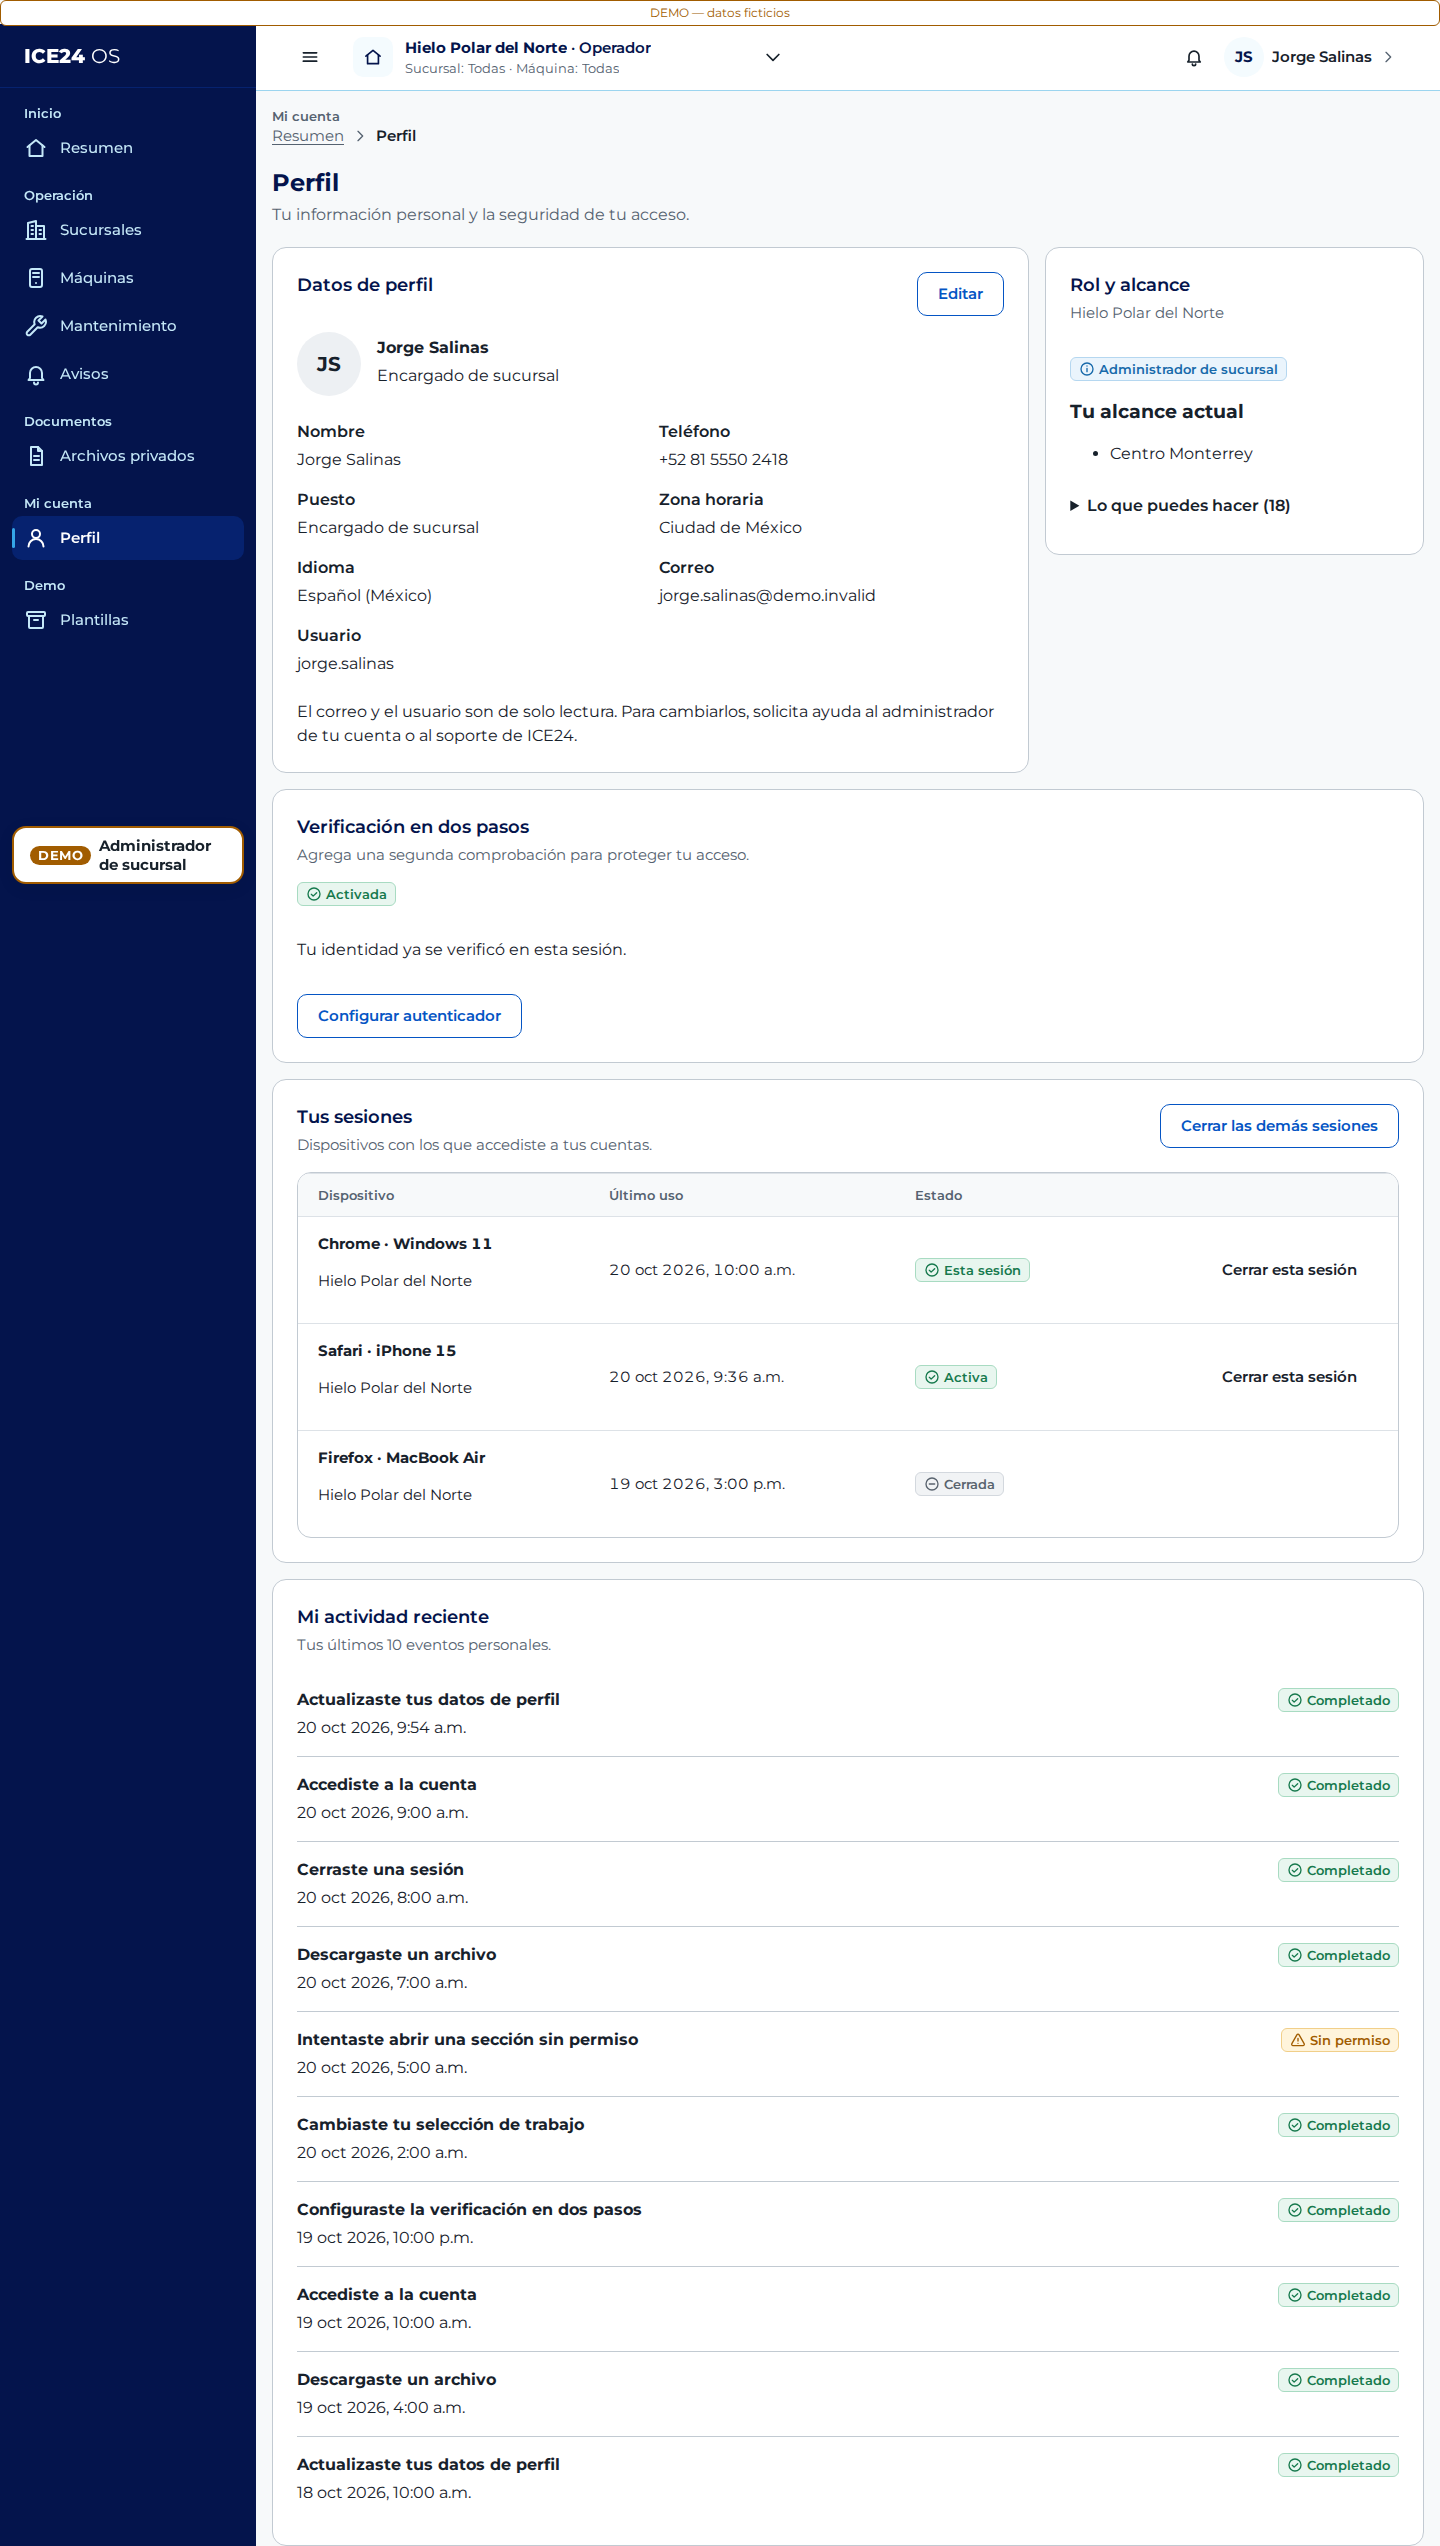 DEMO — datos ficticios
ICE24 OS
Inicio
Resumen
Operación
Sucursales
Máquinas
Mantenimiento
Avisos
Documentos
Archivos privados
Mi cuenta
Perfil
Demo
Plantillas
DEMO
Administrador
de sucursal
Hielo Polar del Norte · Operador
Sucursal: Todas · Máquina: Todas
JS Jorge Salinas
Mi cuenta
Resumen Perfil
Perfil
Tu información personal y la seguridad de tu acceso.
Datos de perfil
Editar
JS
Jorge Salinas
Encargado de sucursal
Nombre
Jorge Salinas
Teléfono
+52 81 5550 2418
Puesto
Encargado de sucursal
Zona horaria
Ciudad de México
Idioma
Español (México)
Correo
jorge.salinas@demo.invalid
Usuario
jorge.salinas
El correo y el usuario son de solo lectura. Para cambiarlos, solicita ayuda al administrador
de tu cuenta o al soporte de ICE24.
Rol y alcance
Hielo Polar del Norte
Administrador de sucursal
Tu alcance actual
• Centro Monterrey
Lo que puedes hacer (18)
Verificación en dos pasos
Agrega una segunda comprobación para proteger tu acceso.
Activada
Tu identidad ya se verificó en esta sesión.
Configurar autenticador
Tus sesiones
Dispositivos con los que accediste a tus cuentas.
Cerrar las demás sesiones
Dispositivo Último uso Estado
Chrome · Windows 11
Hielo Polar del Norte
20 oct 2026, 10:00 a.m.
Esta sesión
Cerrar esta sesión
Safari · iPhone 15
Hielo Polar del Norte
20 oct 2026, 9:36 a.m.
Activa
Cerrar esta sesión
Firefox · MacBook Air
Hielo Polar del Norte
19 oct 2026, 3:00 p.m.
Cerrada
Mi actividad reciente
Tus últimos 10 eventos personales.
Actualizaste tus datos de perfil
20 oct 2026, 9:54 a.m.
Completado
Accediste a la cuenta
20 oct 2026, 9:00 a.m.
Completado
Cerraste una sesión
20 oct 2026, 8:00 a.m.
Completado
Descargaste un archivo
20 oct 2026, 7:00 a.m.
Completado
Intentaste abrir una sección sin permiso
20 oct 2026, 5:00 a.m.
Sin permiso
Cambiaste tu selección de trabajo
20 oct 2026, 2:00 a.m.
Completado
Configuraste la verificación en dos pasos
19 oct 2026, 10:00 p.m.
Completado
Accediste a la cuenta
19 oct 2026, 10:00 a.m.
Completado
Descargaste un archivo
19 oct 2026, 4:00 a.m.
Completado
Actualizaste tus datos de perfil
18 oct 2026, 10:00 a.m.
Completado